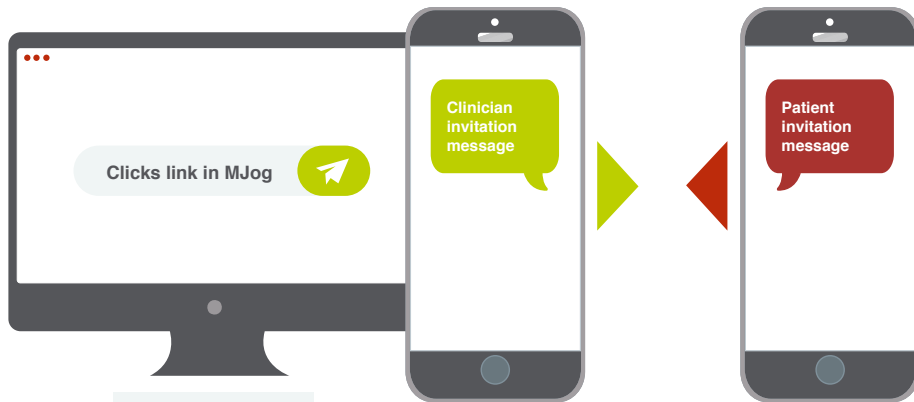 Clicks link in MJog
Clinician
invitation
message
Patient
invitation
message